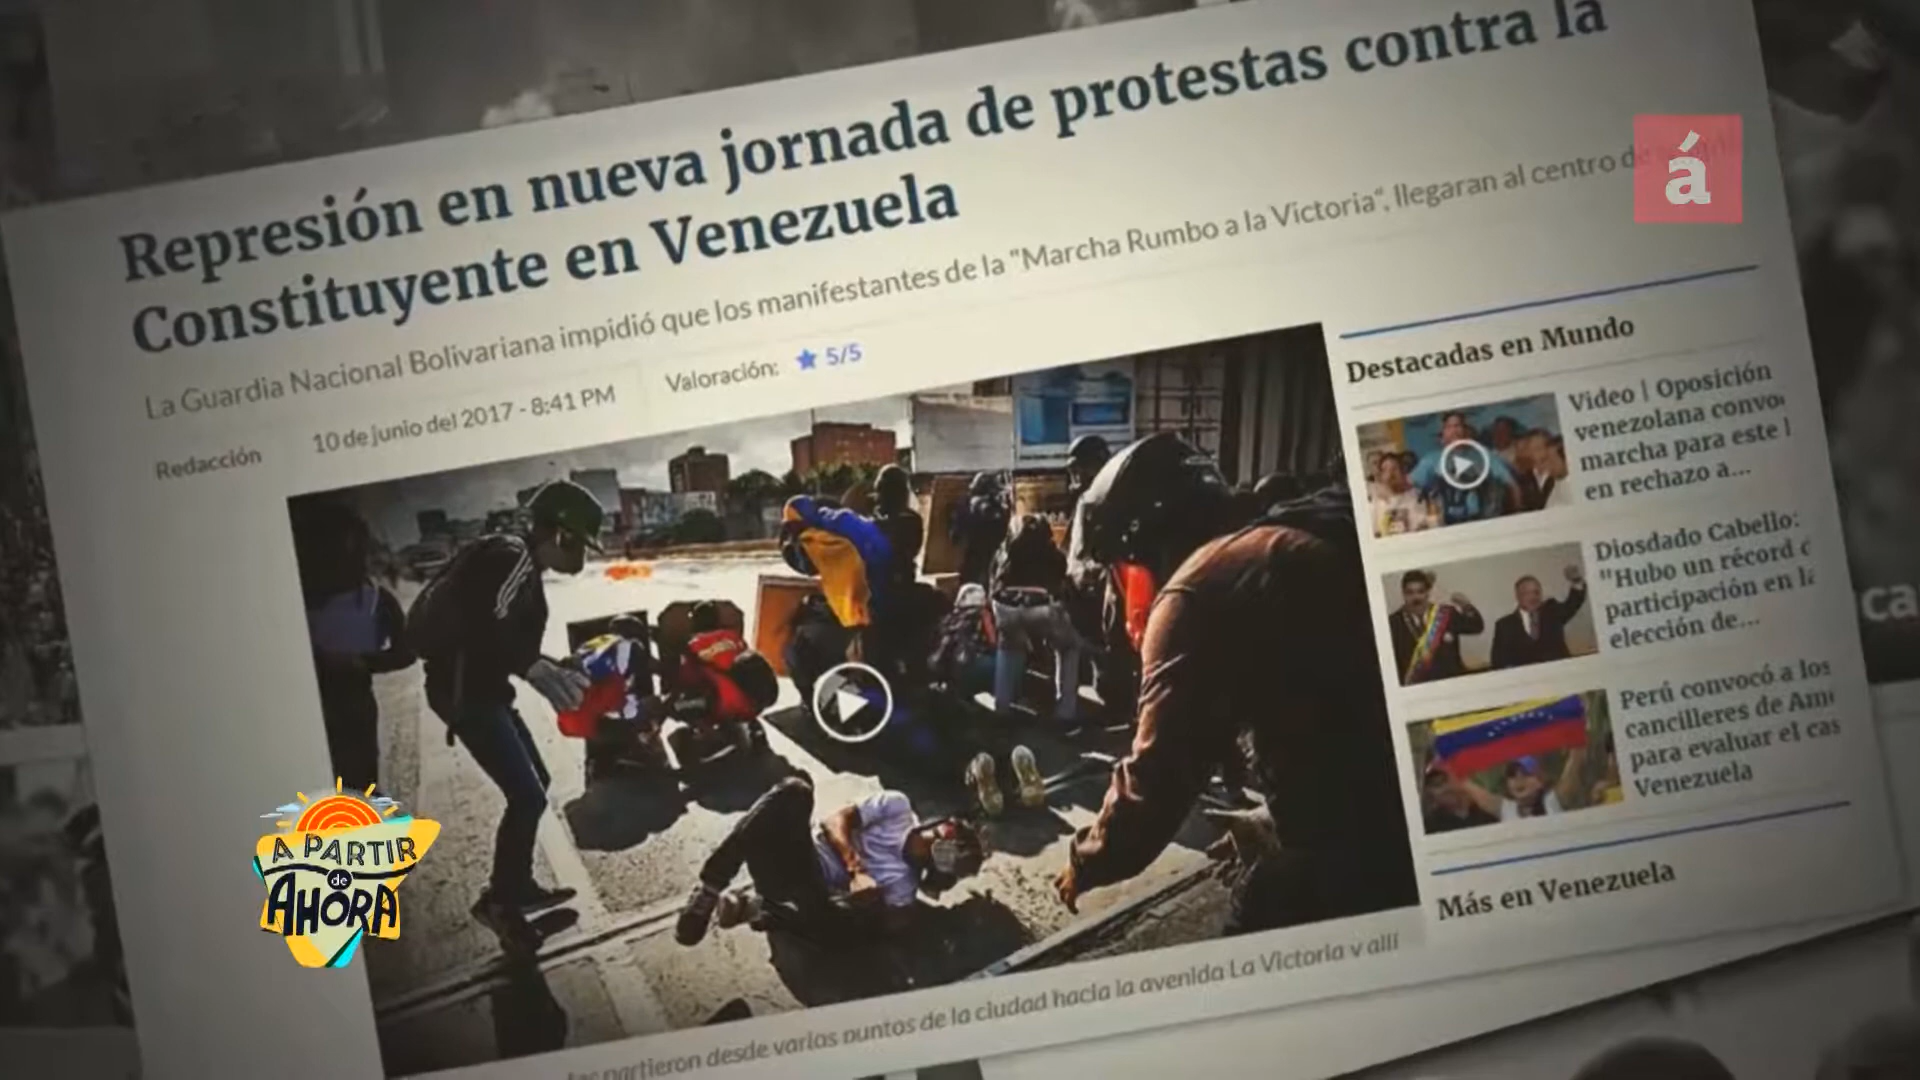 Represión en nueva jornada de protestas contra la
Constituyente en Venezuela
La Guardia Nacional Bolivariana impidió que los manifestantes de la "Marcha Rumbo a la Victoria", llegaran al centro
Redacción 10 de junio del 2017 - 8:41 PM Valoración: 5/5
partieron desde varios puntos de la ciudad hacia la avenida La Victoria y allí
Destacadas en Mundo
Video | Oposición
venezolana
marcha para este
en rechazo a...
Diosdado Cabello:
"Hubo un récord
participación en
elección de...
Perú convocó a los
cancilleres de
para evaluar el
Venezuela
Más en Venezuela
á
A PARTIR
de
AHORA